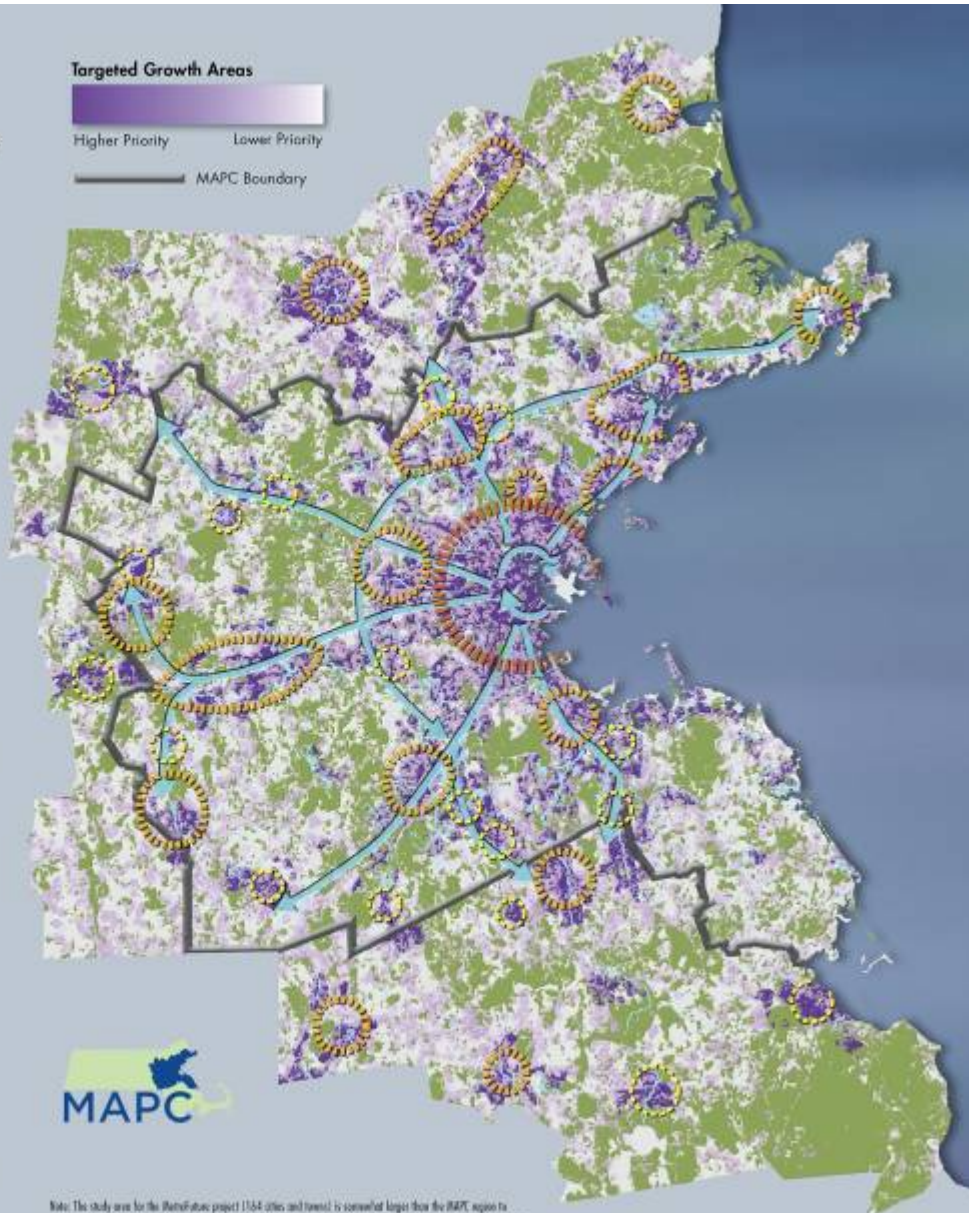 Targeted Growth Areas
Higher Priority Lower Priority
MAPC Boundary
MAPC
Note: The study area for the MetroFuture project (164 cities and towns) is somewhat larger than the MAPC region to